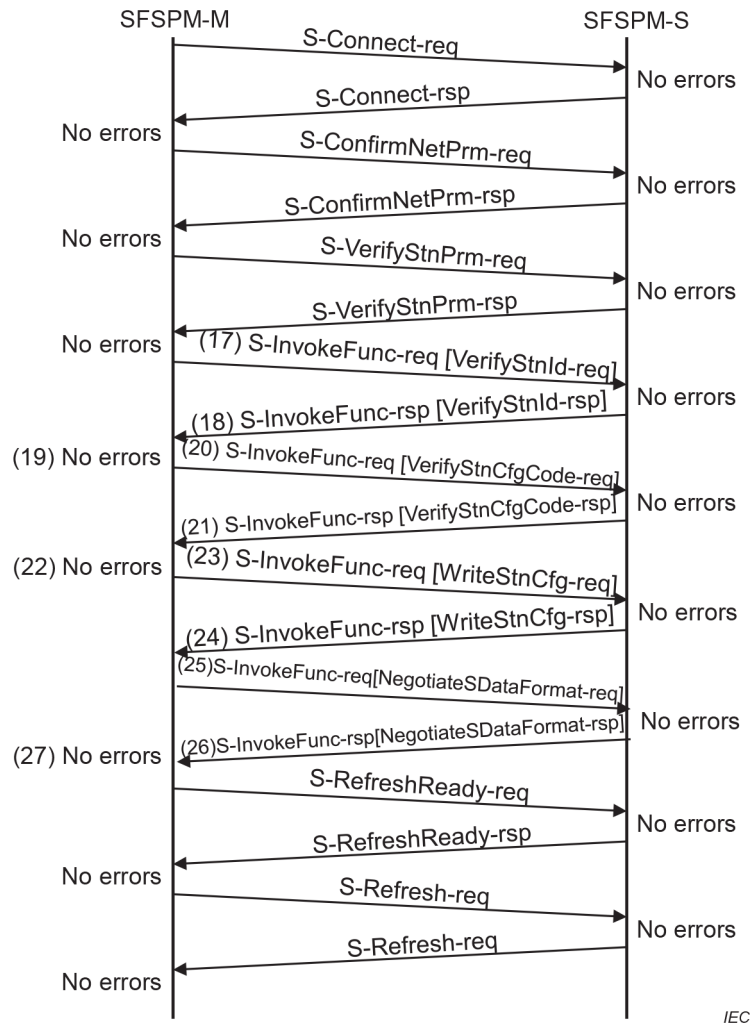 SFSPM-M
SFSPM-S
S-Connect-req
No errors
S-Connect-rsp
No errors
S-ConfirmNetPrm-req
No errors
S-ConfirmNetPrm-rsp
No errors
S-VerifyStnPrm-req
No errors
S-VerifyStnPrm-rsp
No errors
(17) S-InvokeFunc-req [VerifyStnId-req]
No errors
(18) S-InvokeFunc-rsp [VerifyStnId-rsp]
(19) No errors
(20) S-InvokeFunc-req [VerifyStnCfgCode-req]
No errors
(21) S-InvokeFunc-rsp [VerifyStnCfgCode-rsp]
(22) No errors
(23) S-InvokeFunc-req [WriteStnCfg-req]
No errors
(24) S-InvokeFunc-rsp [WriteStnCfg-rsp]
(25)S-InvokeFunc-req[NegotiateSDataFormat-req]
No errors
(26)S-InvokeFunc-rsp[NegotiateSDataFormat-rsp]
(27) No errors
S-RefreshReady-req
No errors
S-RefreshReady-rsp
No errors
S-Refresh-req
No errors
S-Refresh-req
No errors
IEC